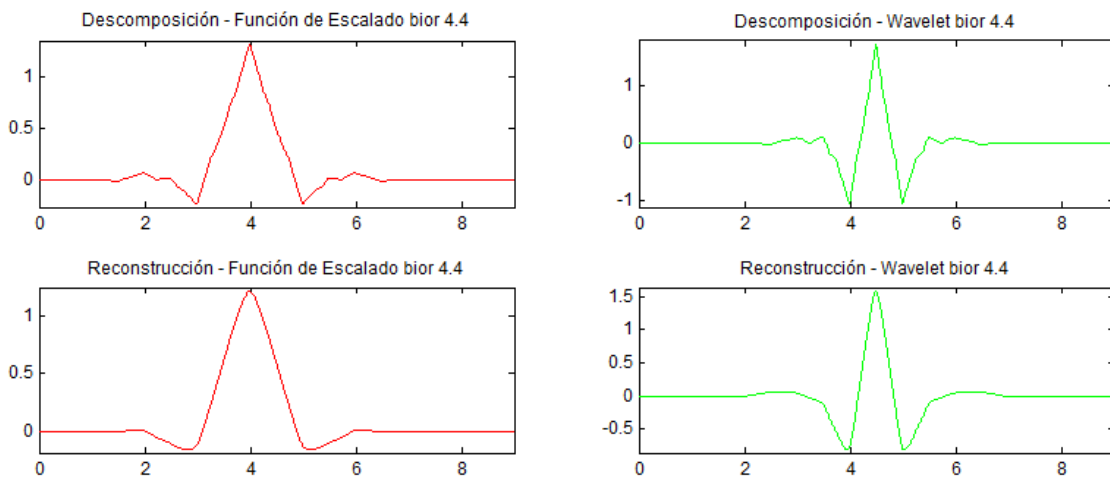 Descomposición - Función de Escalado bior 4.4
1
0.5
0
0 2 4 6 8
Descomposición - Wavelet bior 4.4
1
0
-1
0 2 4 6 8
Reconstrucción - Función de Escalado bior 4.4
1
0.5
0
0 2 4 6 8
Reconstrucción - Wavelet bior 4.4
1.5
1
0.5
0
-0.5
0 2 4 6 8